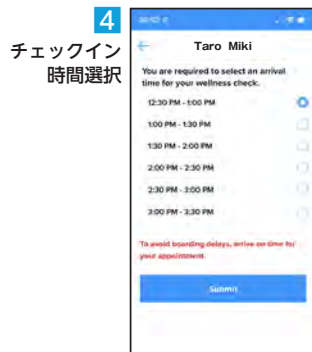 4
チェックイン
時間選択
Taro Miki
You are required to select an arrival
time for your wellness check.
12:30 PM - 1:00 PM
1:00 PM - 1:30 PM
1:30 PM - 2:00 PM
2:00 PM - 2:30 PM
2:30 PM - 3:00 PM
3:00 PM - 3:30 PM
To avoid boarding delays, arrive on time for
your appointment.
Submit